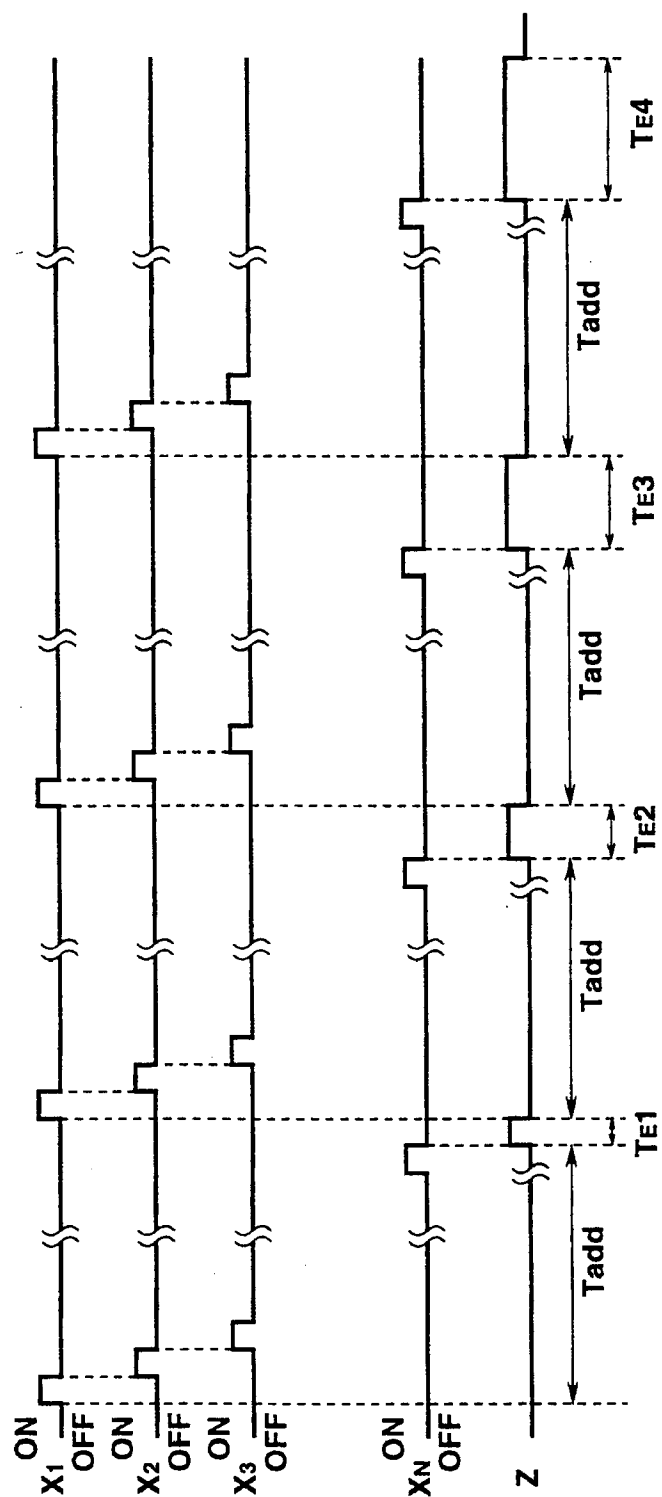 X1 ON OFF
X2 ON OFF
X3 ON OFF
XN ON OFF
Z
Tadd Tadd Tadd Tadd
TE1 TE2 TE3 TE4